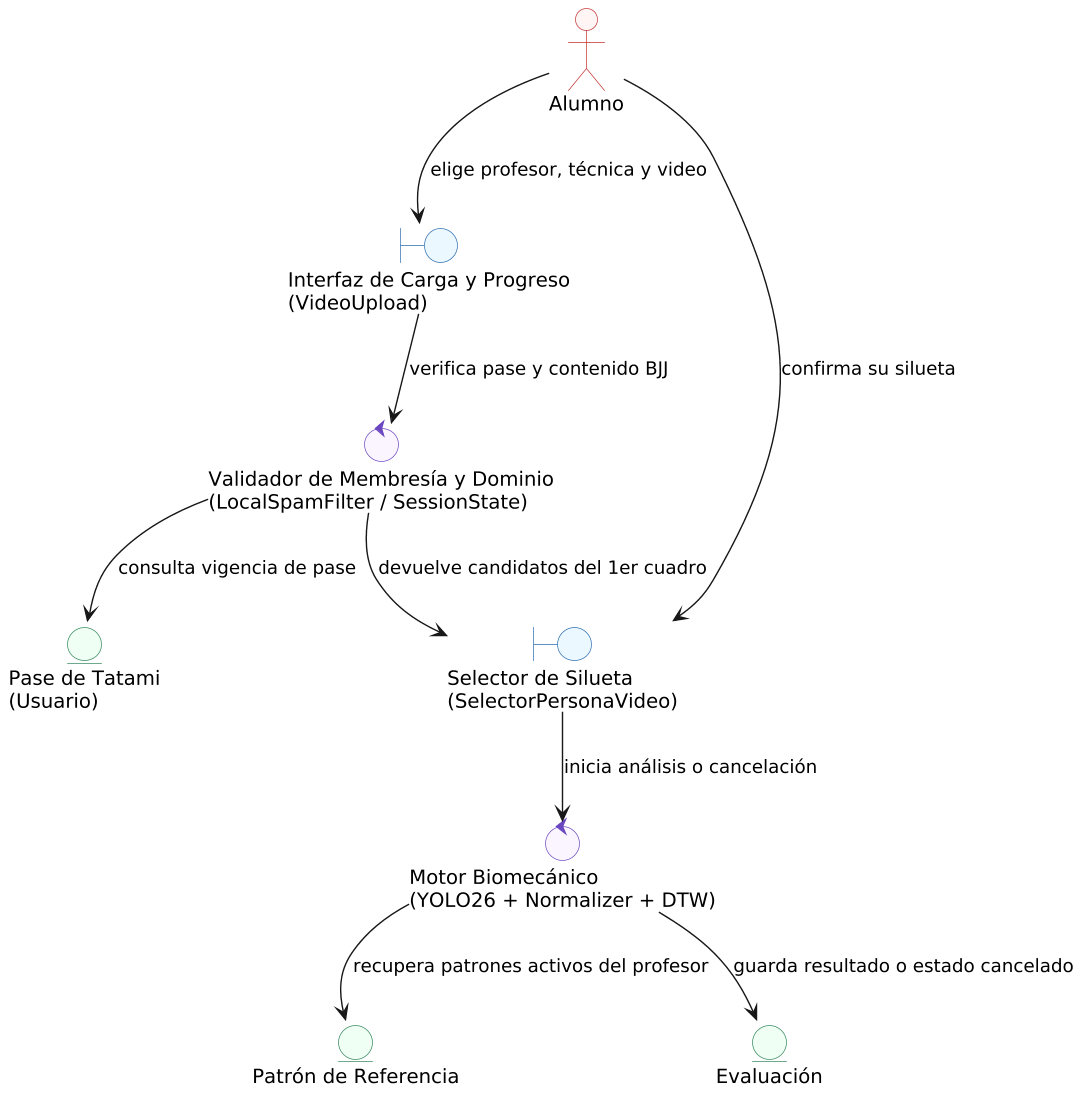 Alumno
elige profesor, técnica y video
Interfaz de Carga y Progreso
(VideoUpload)
verifica pase y contenido BJJ
confirma su silueta
Validador de Membresía y Dominio
(LocalSpamFilter / SessionState)
consulta vigencia de pase
devuelve candidatos del 1er cuadro
Pase de Tatami
(Usuario)
Selector de Silueta
(SelectorPersonaVideo)
inicia análisis o cancelación
Motor Biomecánico
(YOLO26 + Normalizer + DTW)
recupera patrones activos del profesor
guarda resultado o estado cancelado
Patrón de Referencia
Evaluación